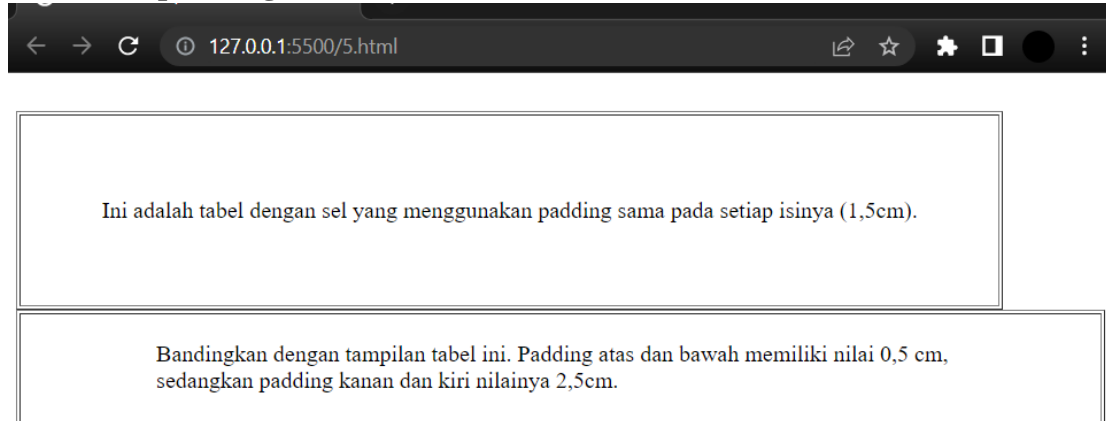 127.0.0.1:5500/5.html
Ini adalah tabel dengan sel yang menggunakan padding sama pada setiap isinya (1,5cm).
Bandingkan dengan tampilan tabel ini. Padding atas dan bawah memiliki nilai 0,5 cm,
sedangkan padding kanan dan kiri nilainya 2,5cm.